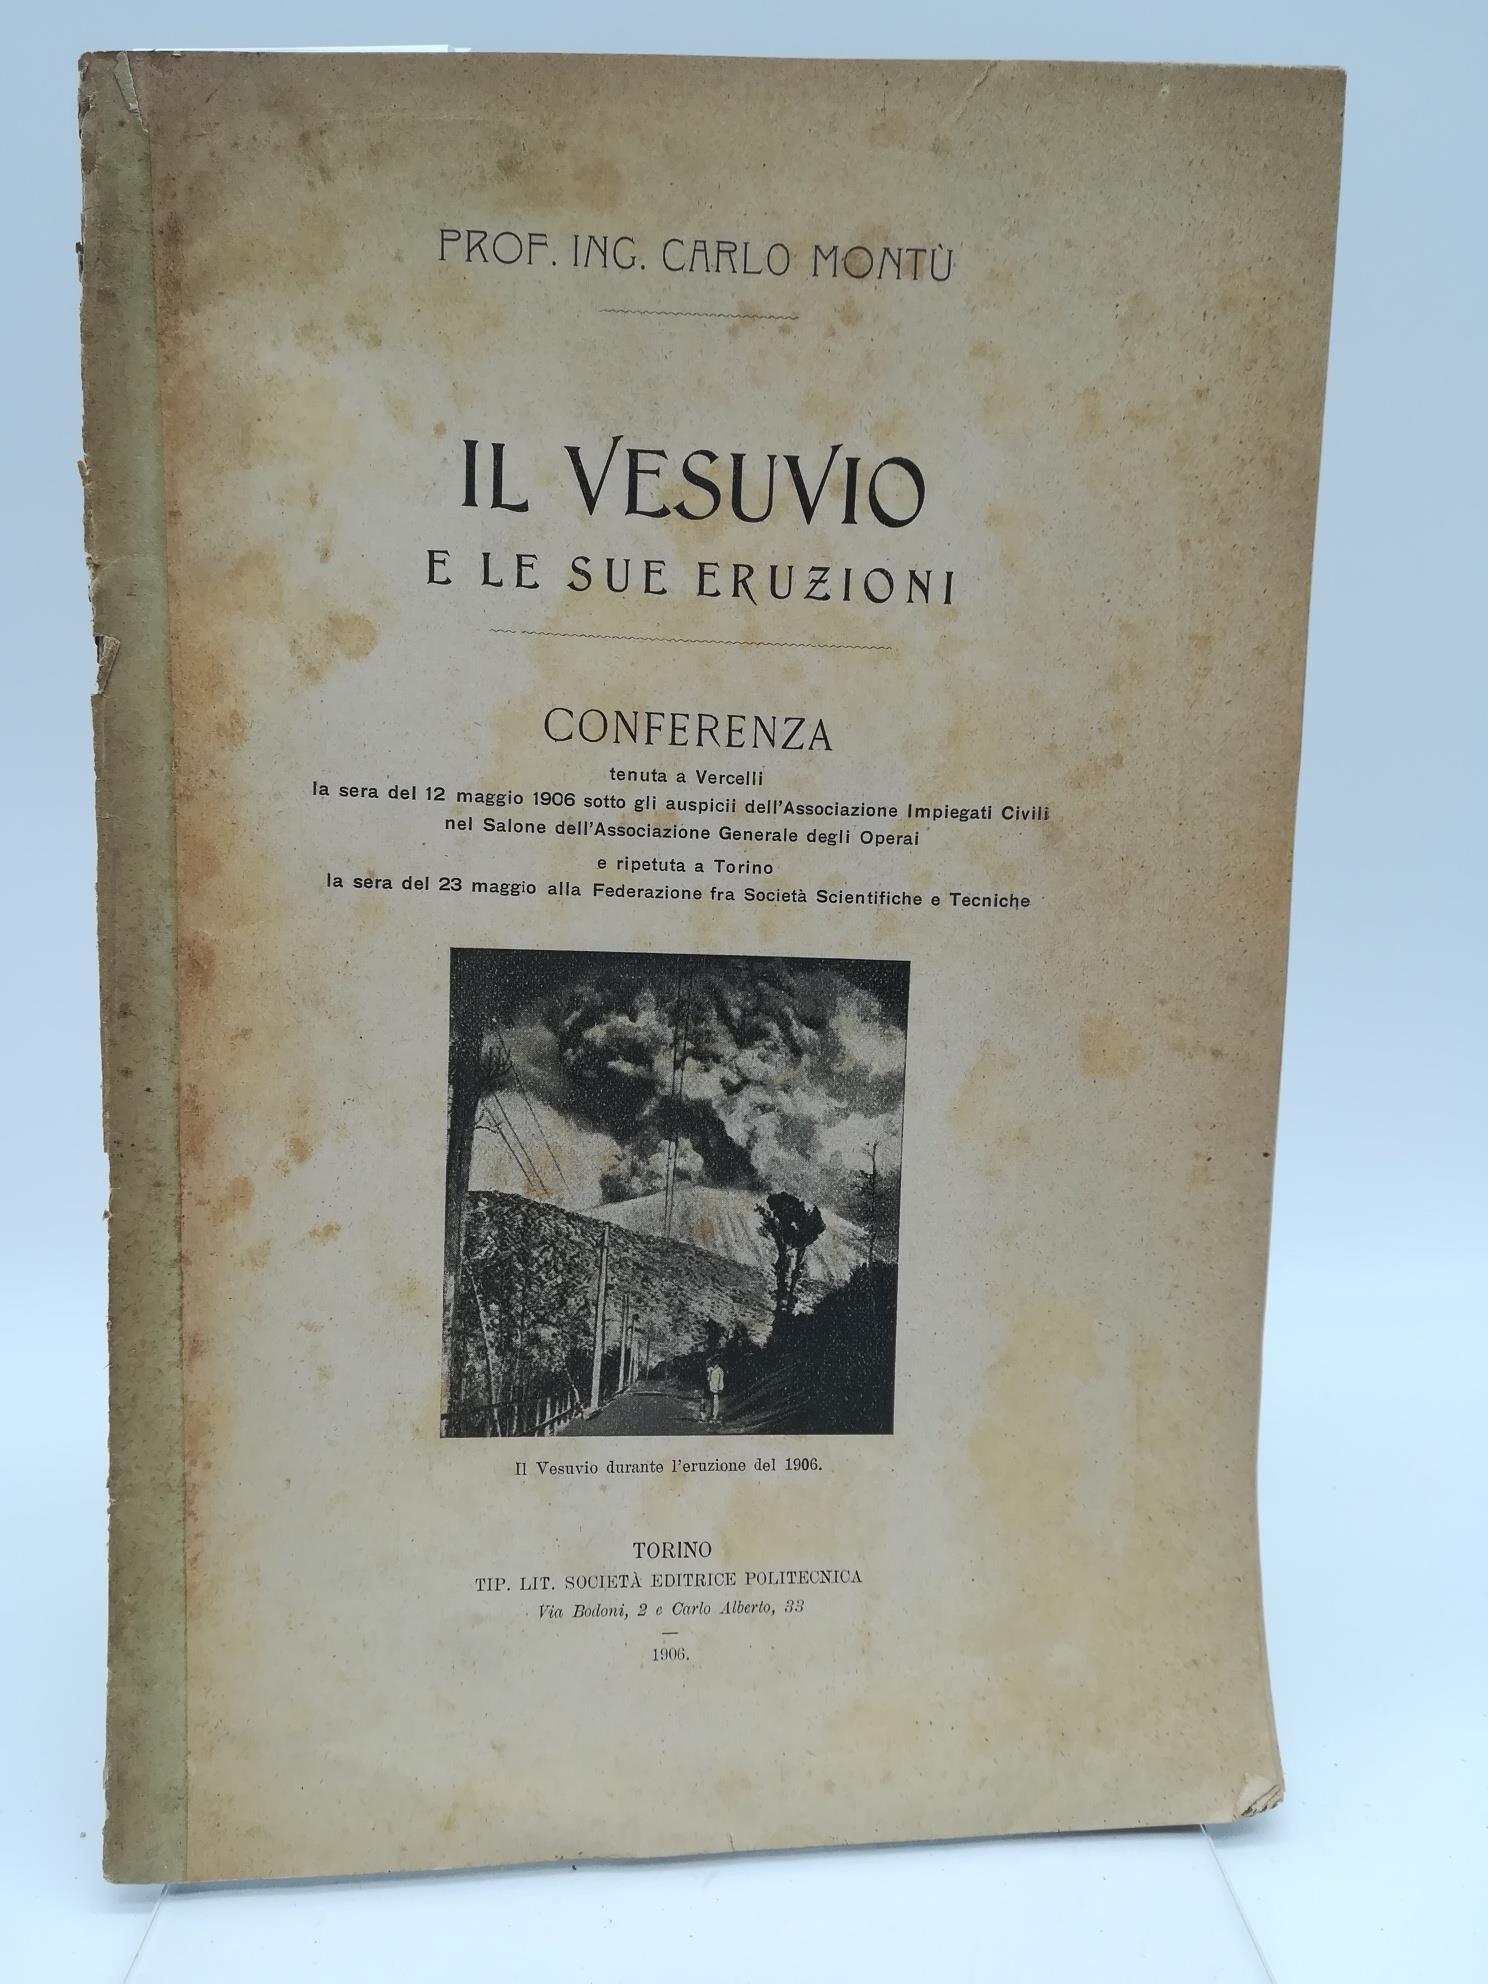 PROF. ING. CARLO MONTÙ
IL VESUVIO
E LE SUE ERUZIONI
CONFERENZA
tenuta a Vercelli
la sera del 12 maggio 1906 sotto gli auspicii dell'Associazione Impiegati Civili
nel Salone dell'Associazione Generale degli Operai
e ripetuta a Torino
la sera del 23 maggio alla Federazione fra Società Scientifiche e Tecniche
Il Vesuvio durante l'eruzione del 1906.
TORINO
TIP. LIT. SOCIETÀ EDITRICE POLITECNICA
Via Bodoni, 2 e Carlo Alberto, 33
1906.